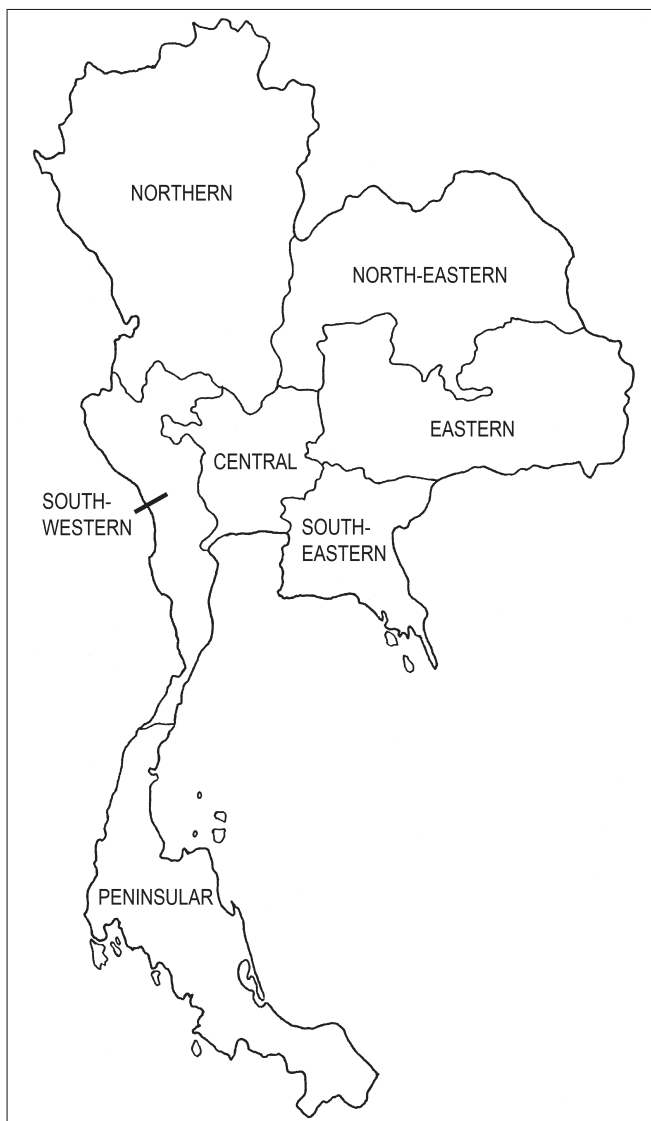 NORTHERN
NORTH-EASTERN
EASTERN
CENTRAL
SOUTH-
WESTERN
SOUTH-
EASTERN
PENINSULAR